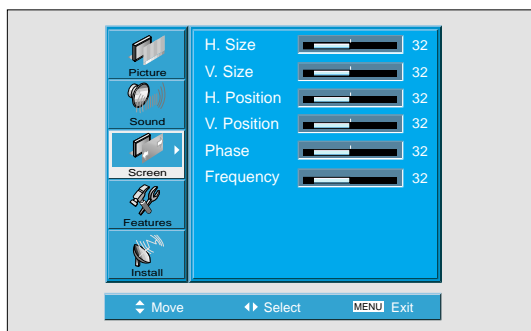 Picture
Sound
Screen
Features
Install
H. Size 32
V. Size 32
H. Position 32
V. Position 32
Phase 32
Frequency 32
Move Select MENU Exit